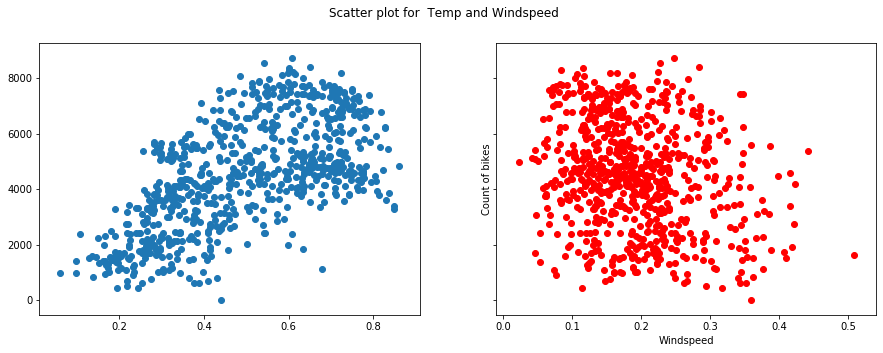 Scatter plot for  Temp and Windspeed
8000
6000
4000
2000
0
0.2 0.4 0.6 0.8
Count of bikes
0.0 0.1 0.2 0.3 0.4 0.5
Windspeed